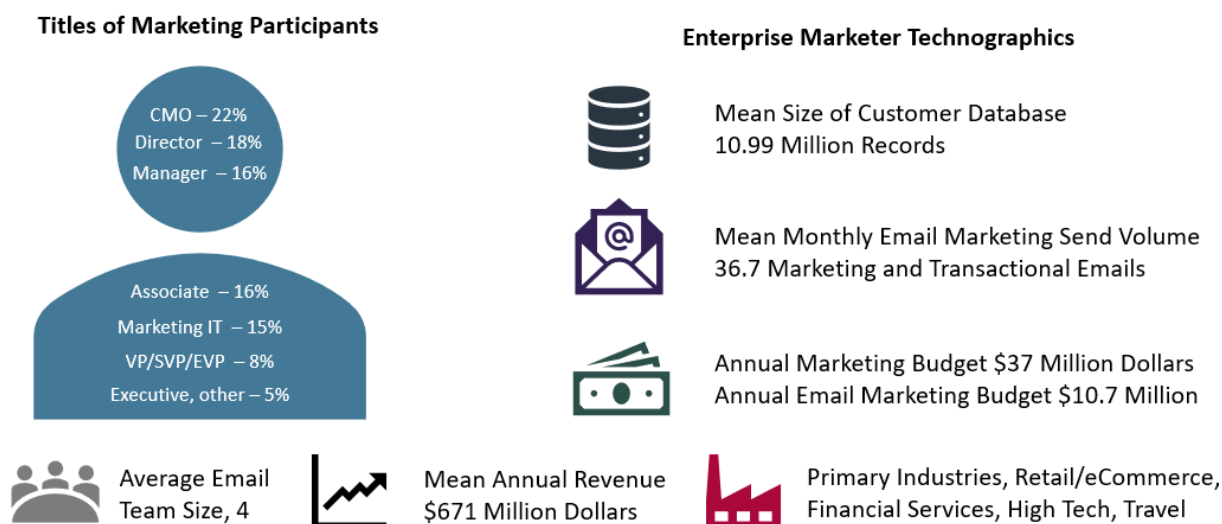 Titles of Marketing Participants
CMO – 22%
Director – 18%
Manager – 16%
Associate – 16%
Marketing IT – 15%
VP/SVP/EVP – 8%
Executive, other – 5%
Enterprise Marketer Technographics
Mean Size of Customer Database
10.99 Million Records
@
Mean Monthly Email Marketing Send Volume
36.7 Marketing and Transactional Emails
Annual Marketing Budget $37 Million Dollars
Annual Email Marketing Budget $10.7 Million
Average Email
Team Size, 4
Mean Annual Revenue
$671 Million Dollars
Primary Industries, Retail/eCommerce,
Financial Services, High Tech, Travel